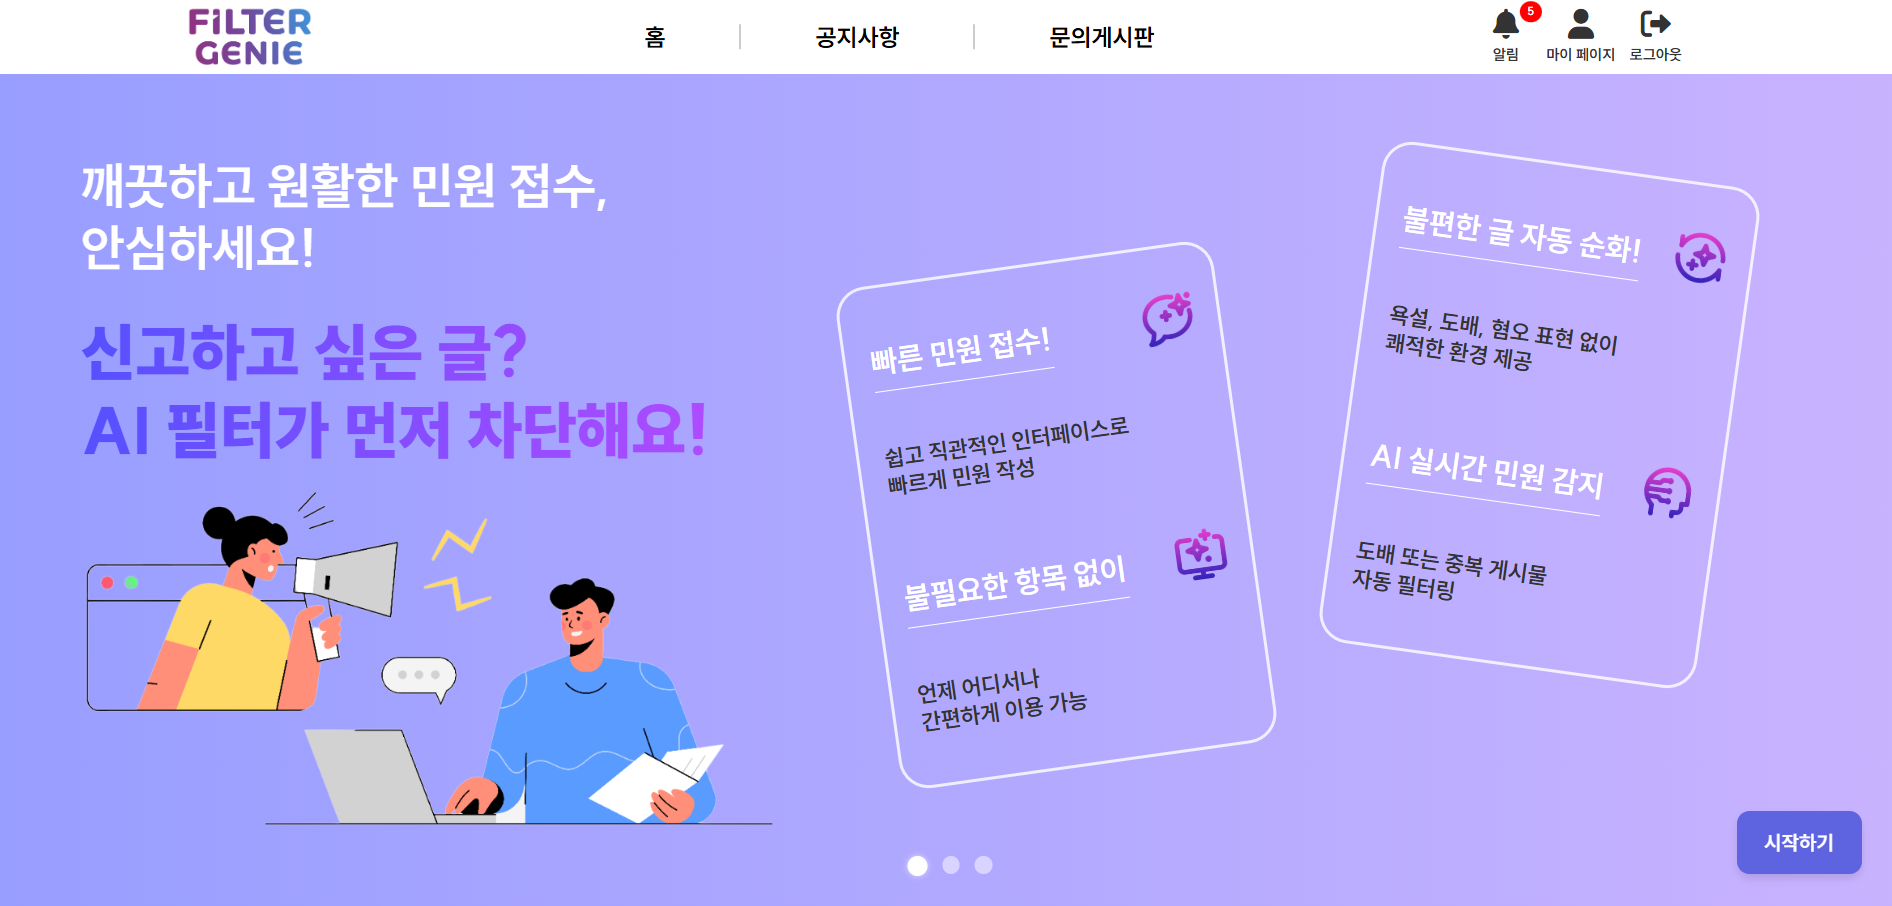 FiLTER
GENIE
홈
공지사항
문의게시판
5
알림
마이 페이지
로그아웃
깨끗하고 원활한 민원 접수,
안심하세요!
신고하고 싶은 글?
AI 필터가 먼저 차단해요!
빠른 민원 접수!
쉽고 직관적인 인터페이스로
빠르게 민원 작성
불필요한 항목 없이
언제 어디서나
간편하게 이용 가능
불편한 글 자동 순화!
욕설, 도배, 혐오 표현 없이
쾌적한 환경 제공
AI 실시간 민원 감지
도배 또는 중복 게시물
자동 필터링
시작하기